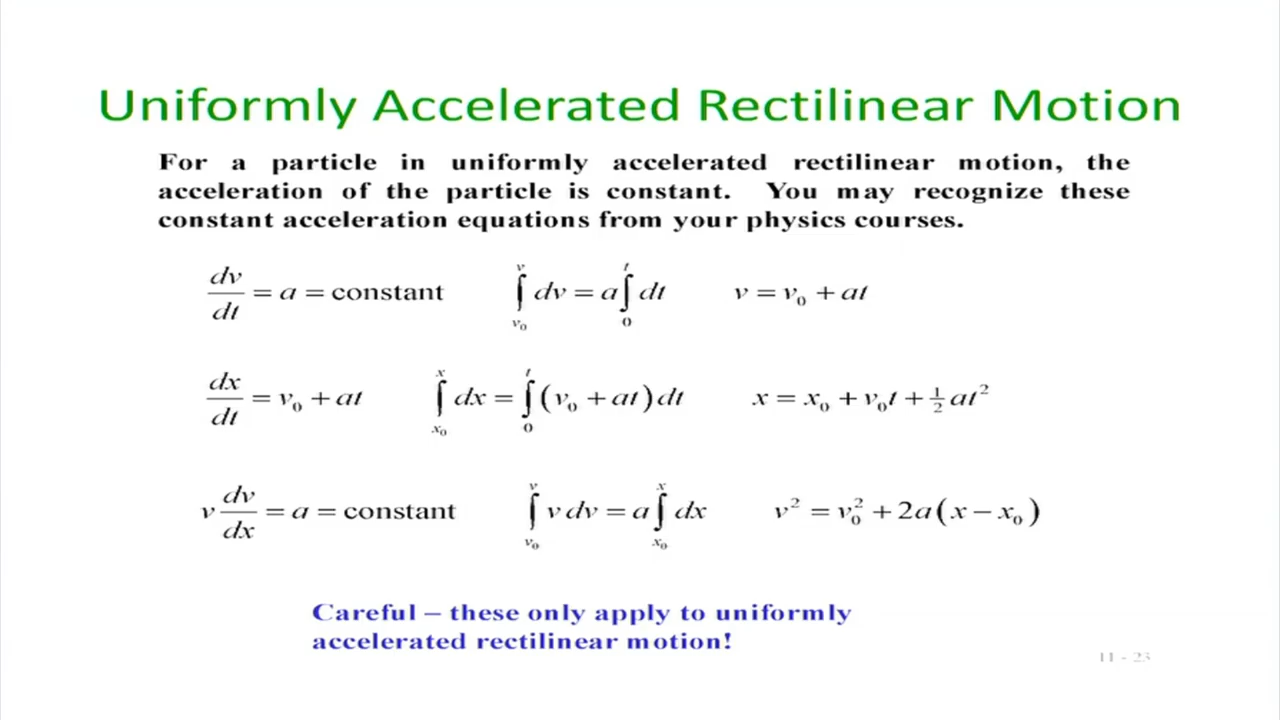 Uniformly Accelerated Rectilinear Motion
For a particle in uniformly accelerated rectilinear motion, the
acceleration of the particle is constant. You may recognize these
constant acceleration equations from your physics courses.
dv/dt = a = constant   ∫_{v₀}^{v} dv = a ∫_{0}^{t} dt   v = v₀ + at
dx/dt = v₀ + at   ∫_{x₀}^{x} dx = ∫_{0}^{t} (v₀ + at) dt   x = x₀ + v₀t + ½ at²
v dv/dx = a = constant   ∫_{v₀}^{v} v dv = a ∫_{x₀}^{x} dx   v² = v₀² + 2a(x − x₀)
Careful – these only apply to uniformly
accelerated rectilinear motion!
11 - 23